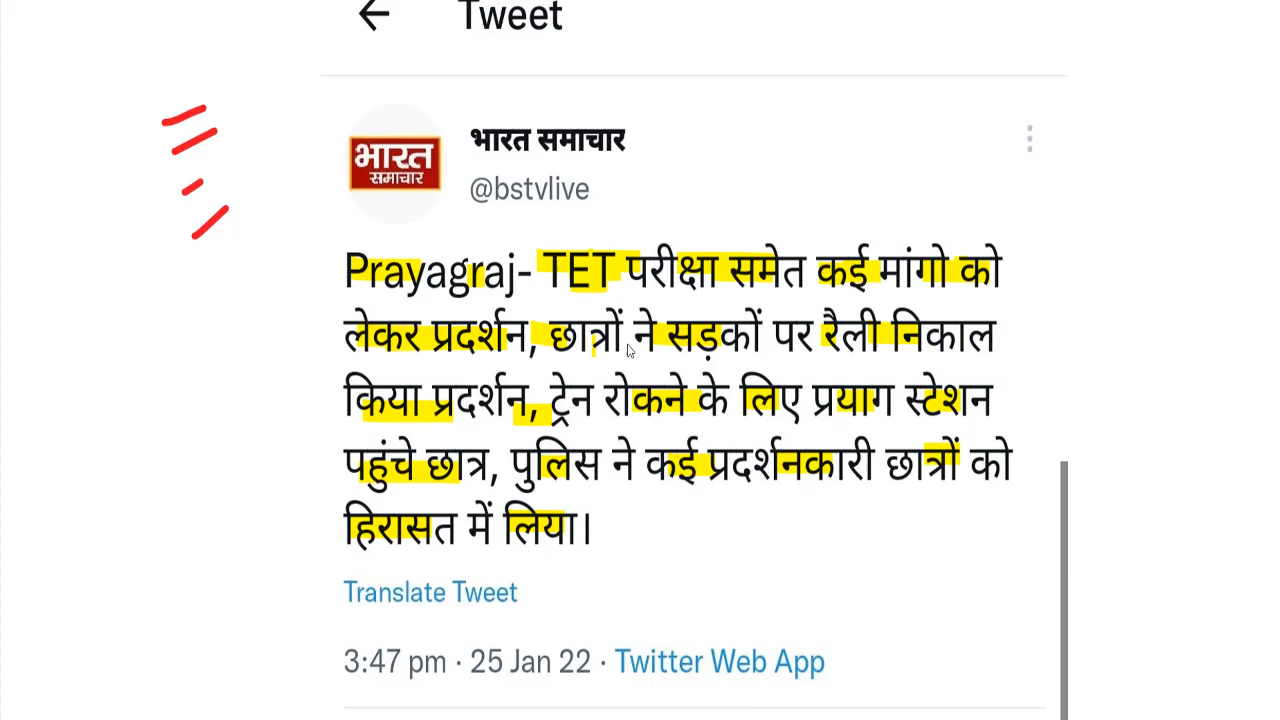 Tweet
भारत समाचार
भारत
समाचार
@bstvlive
Prayagraj- TET परीक्षा समेत कई मांगो को
लेकर प्रदर्शन, छात्रों ने सड़कों पर रैली निकाल
किया प्रदर्शन, ट्रेन रोकने के लिए प्रयाग स्टेशन
पहुंचे छात्र, पुलिस ने कई प्रदर्शनकारी छात्रों को
हिरासत में लिया।
Translate Tweet
3:47 pm · 25 Jan 22 · Twitter Web App